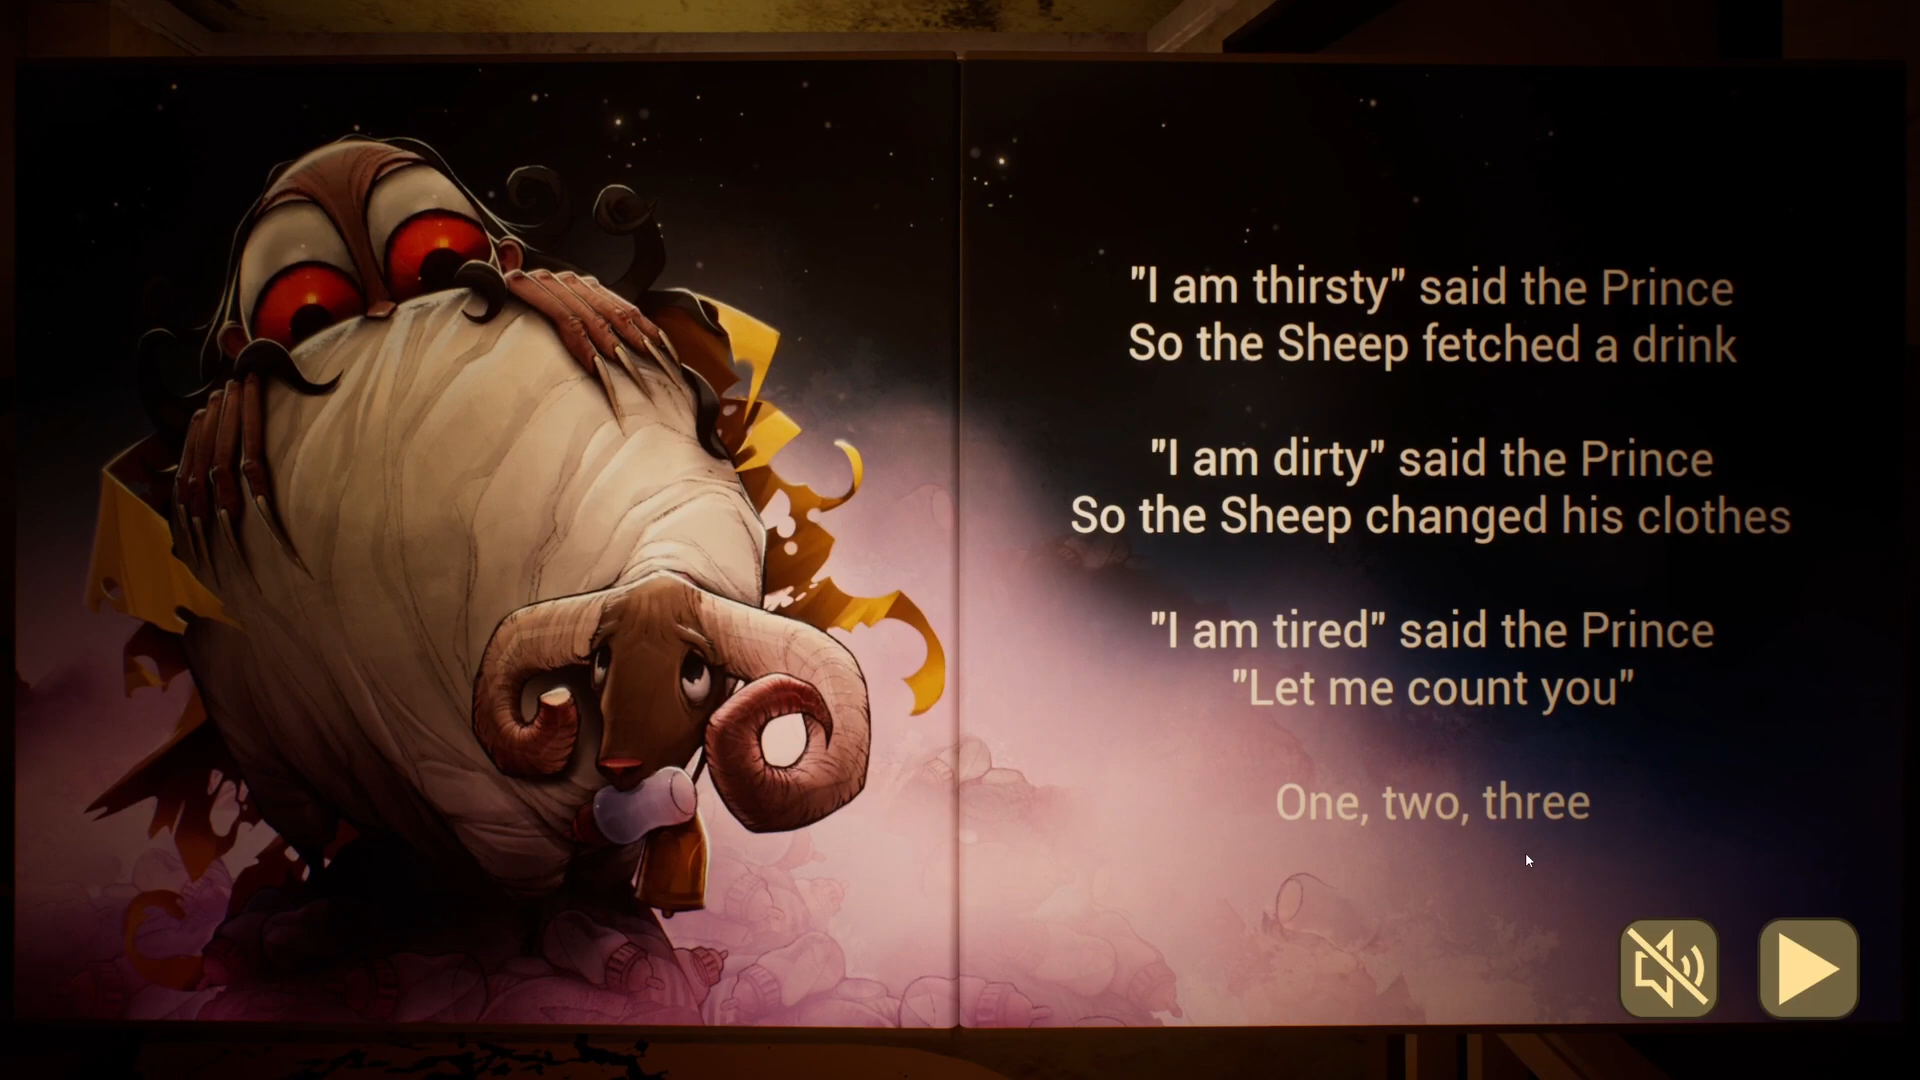 "I am thirsty" said the Prince
So the Sheep fetched a drink
"I am dirty" said the Prince
So the Sheep changed his clothes
"I am tired" said the Prince
"Let me count you"
One, two, three